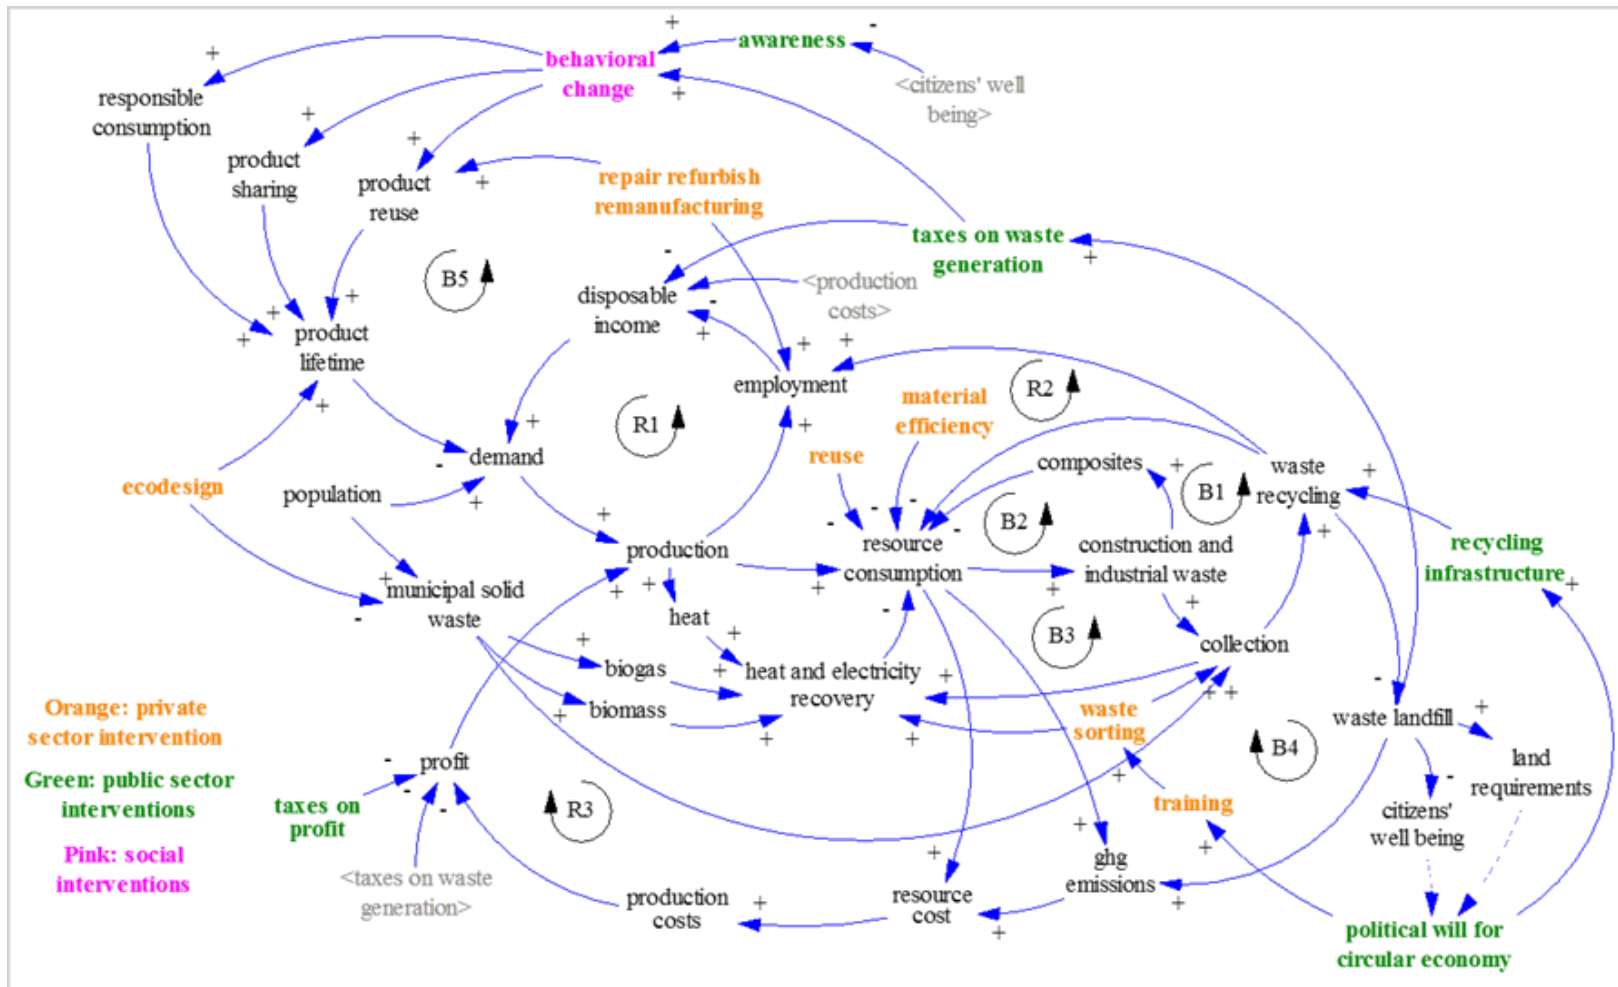 behavioral
change
awareness
<citizens' well
being>
responsible
consumption
product
sharing
product
reuse
repair refurbish
remanufacturing
taxes on waste
generation
B5
disposable
income
<production
costs>
product
lifetime
employment
R2
material
efficiency
R1
reuse
demand
composites
B1
waste
recycling
ecodesign
population
B2
production
resource
consumption
construction and
industrial waste
recycling
infrastructure
municipal solid
waste
heat
B3
collection
biogas
heat and electricity
recovery
biomass
waste
sorting
waste landfill
B4
land
requirements
Orange: private
sector intervention
Green: public sector
interventions
Pink: social
interventions
profit
taxes on
profit
R3
training
citizens'
well being
<taxes on waste
generation>
production
costs
resource
cost
ghg
emissions
political will for
circular economy